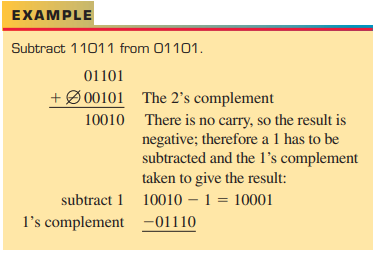 EXAMPLE
Subtract 11011 from 01101.
01101
+ ∅ 00101 The 2's complement
10010 There is no carry, so the result is
negative; therefore a 1 has to be
subtracted and the 1's complement
taken to give the result:
subtract 1 10010 − 1 = 10001
1's complement −01110